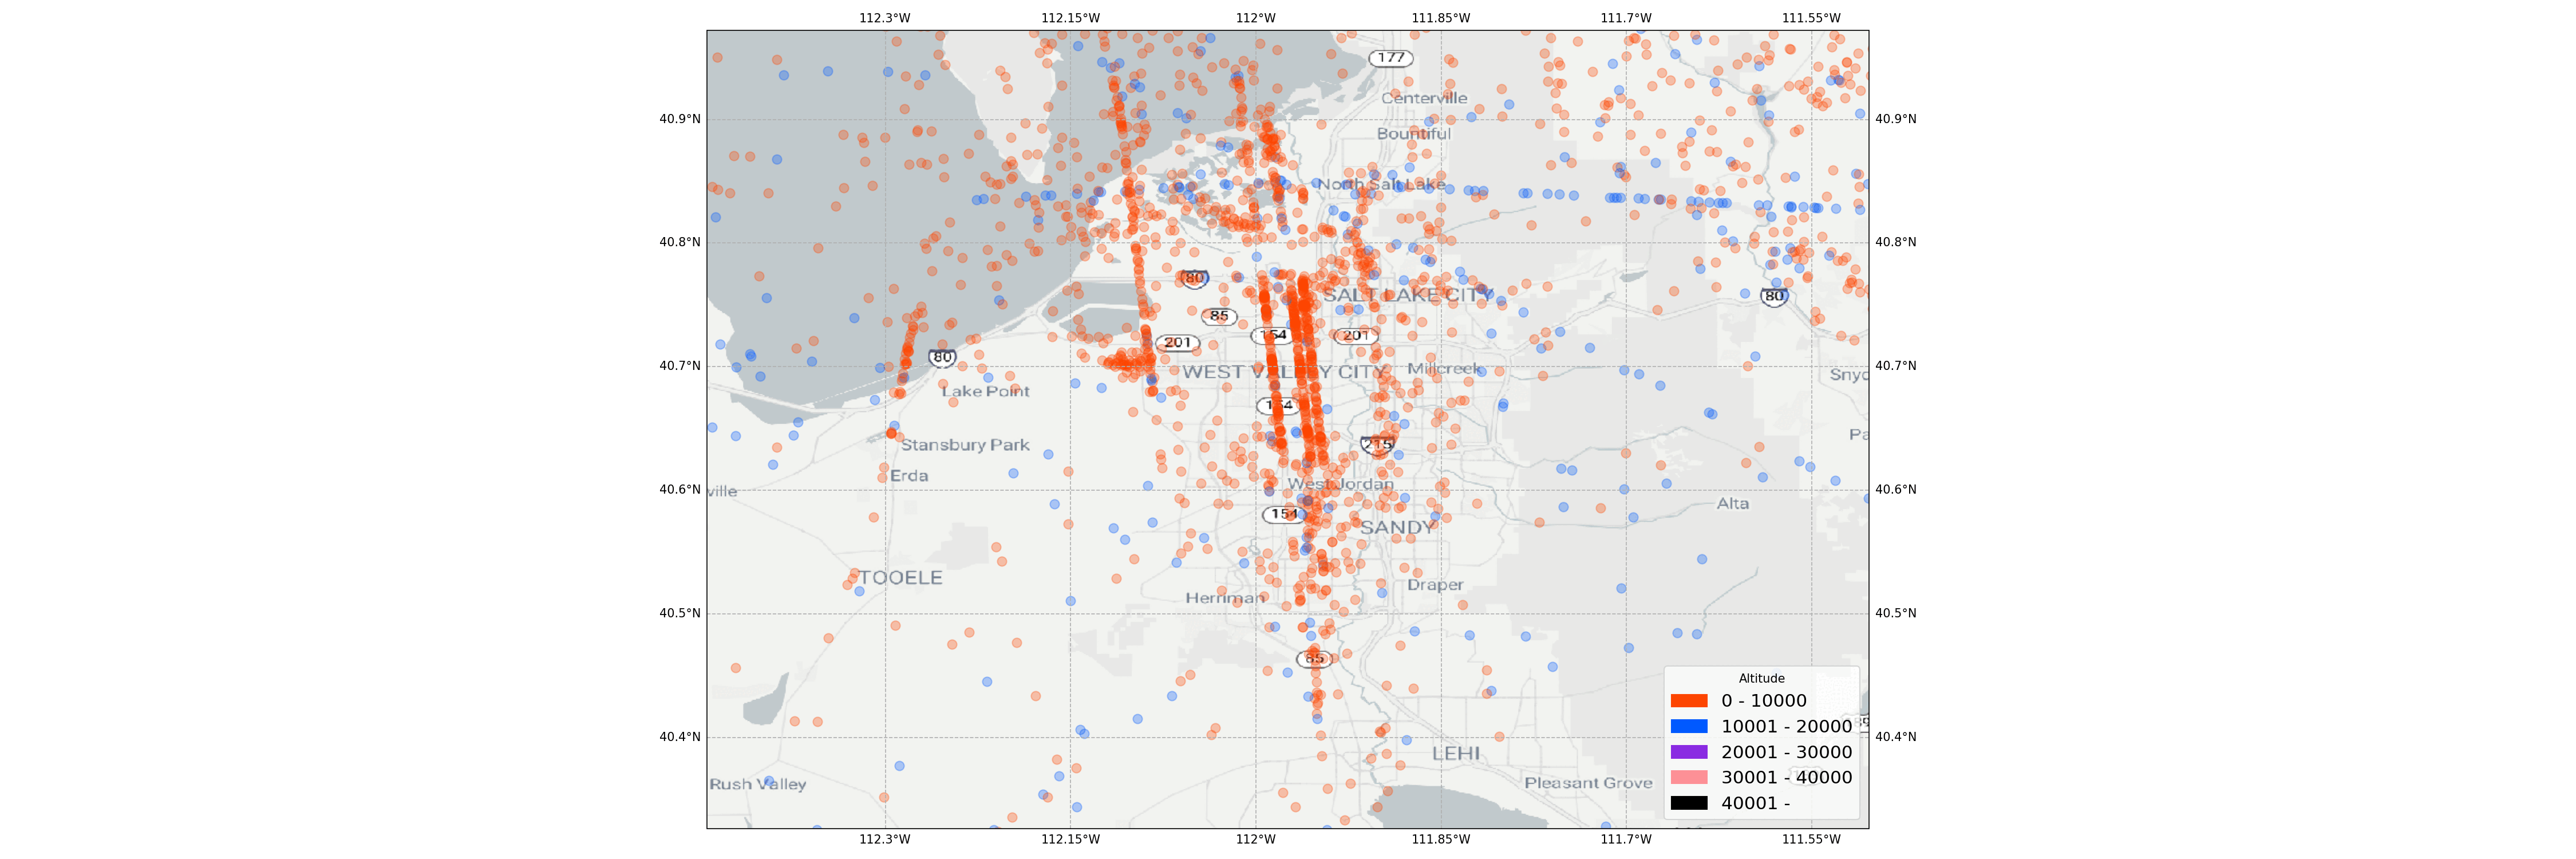 112.3°W 112.15°W 112°W 111.85°W 111.7°W 111.55°W
177
Centerville
40.9°N 40.9°N
Bountiful
North Salt Lake
40.8°N 40.8°N
80
SALT LAKE CITY
80
85
154 201
201
80
40.7°N 40.7°N
WEST VALLEY CITY Millcreek
Lake Point
154
Stansbury Park
215
Erda
West Jordan
ville
40.6°N 40.6°N
Alta
154
SANDY
TOOELE
Draper
Herriman
40.5°N 40.5°N
85
Altitude
0 - 10000
10001 - 20000
20001 - 30000
30001 - 40000
40001 -
40.4°N 40.4°N
LEHI
Rush Valley
Pleasant Grove
112.3°W 112.15°W 112°W 111.85°W 111.7°W 111.55°W